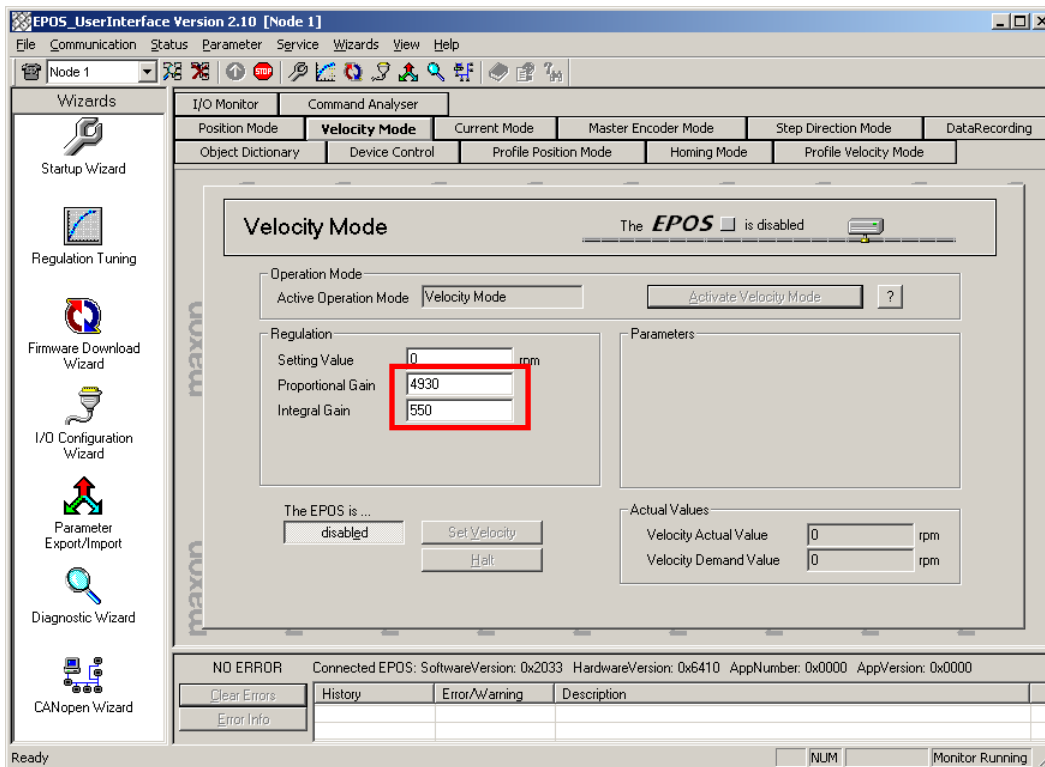 EPOS_UserInterface Version 2.10 [Node 1]
File Communication Status Parameter Service Wizards View Help
Node 1 STOP
Wizards
Startup Wizard
Regulation Tuning
Firmware Download
Wizard
I/O Configuration
Wizard
Parameter
Export/Import
Diagnostic Wizard
CANopen Wizard
I/O Monitor Command Analyser
Position Mode Velocity Mode Current Mode Master Encoder Mode Step Direction Mode DataRecording
Object Dictionary Device Control Profile Position Mode Homing Mode Profile Velocity Mode
Velocity Mode
The EPOS is disabled
Operation Mode
Active Operation Mode Velocity Mode Activate Velocity Mode ?
Regulation
Setting Value 0 rpm
Proportional Gain 4930
Integral Gain 550
Parameters
The EPOS is ...
disabled
Set Velocity
Halt
Actual Values
Velocity Actual Value 0 rpm
Velocity Demand Value 0 rpm
maxon
maxon
NO ERROR Connected EPOS: SoftwareVersion: 0x2033 HardwareVersion: 0x6410 AppNumber: 0x0000 AppVersion: 0x0000
Clear Errors
Error Info
History Error/Warning Description
Ready NUM Monitor Running